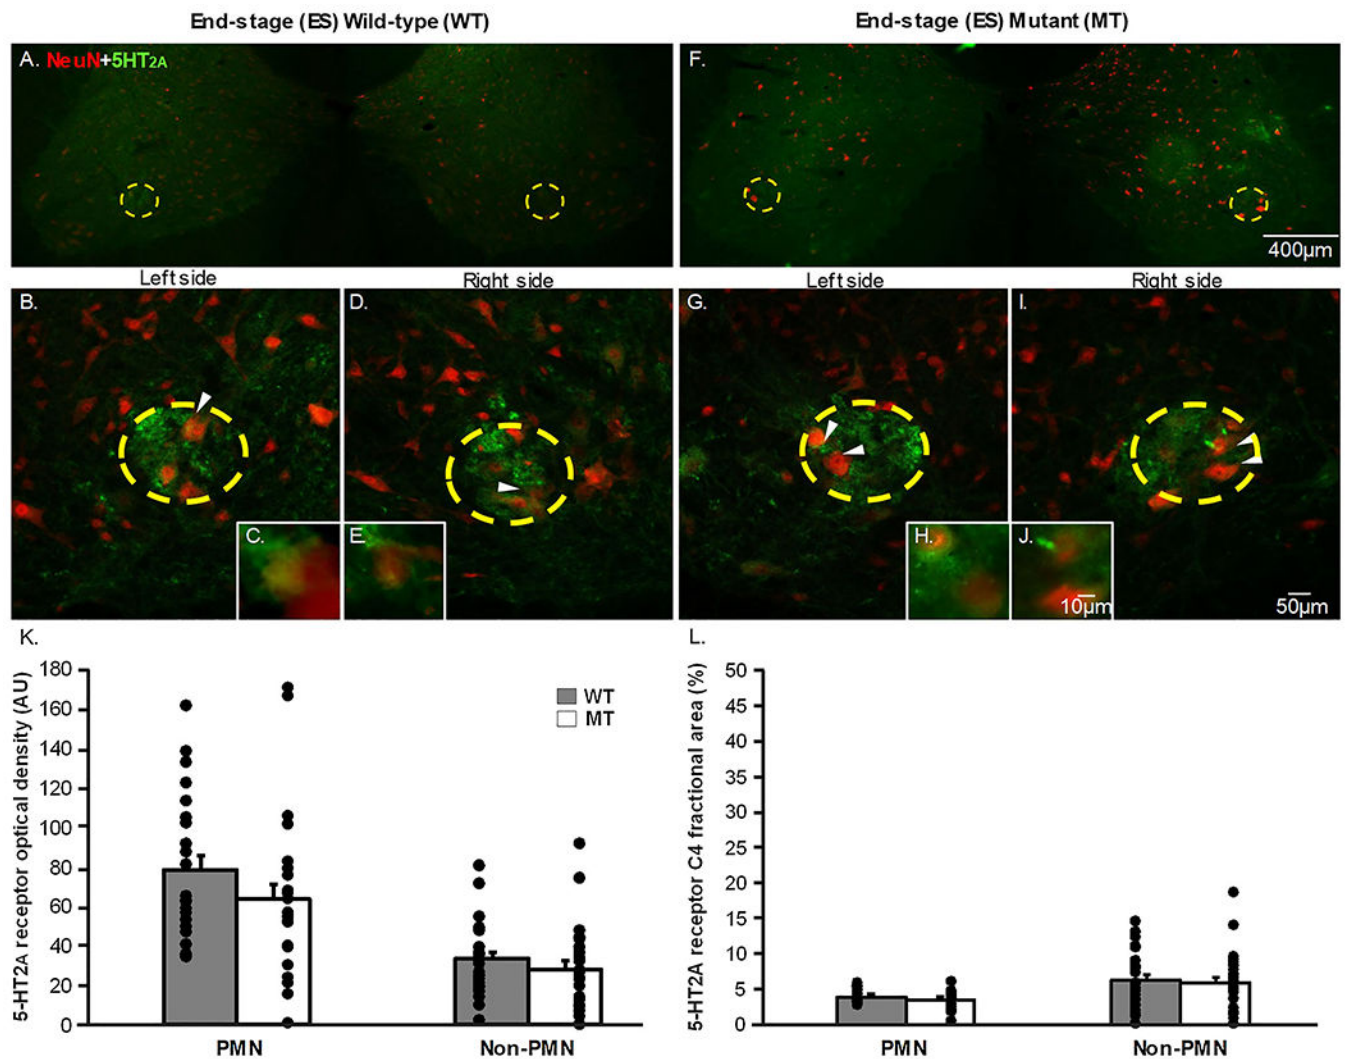 End-stage (ES) Wild-type (WT)
End-stage (ES) Mutant (MT)
A. NeuN+5HT2A
F.
400µm
Left side
Right side
Left side
Right side
B.
D.
G.
I.
C.
E.
H.
J.
10µm
50µm
K.
L.
5-HT2A receptor optical density (AU)
180
160
140
120
100
80
60
40
20
0
WT
MT
PMN
Non-PMN
5-HT2A receptor C4 fractional area (%)
50
45
40
35
30
25
20
15
10
5
0
PMN
Non-PMN